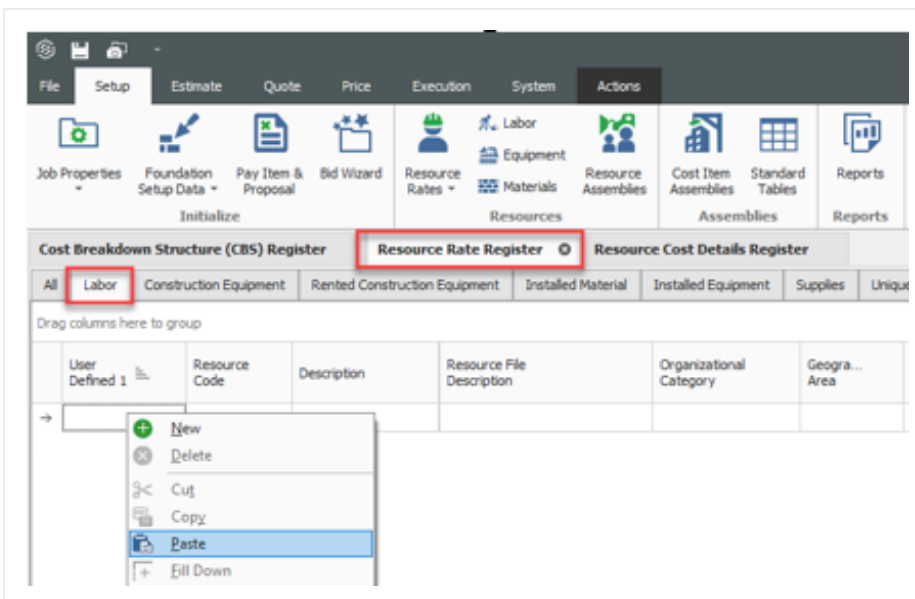 File Setup Estimate Quote Price Execution System Actions
Job Properties
Foundation Setup Data
Pay Item & Proposal
Bid Wizard
Resource Rates
Labor
Equipment
Materials
Resource Assemblies
Cost Item Assemblies
Standard Tables
Reports
Initialize Resources Assemblies Reports
Cost Breakdown Structure (CBS) Register Resource Rate Register Resource Cost Details Register
All Labor Construction Equipment Rented Construction Equipment Installed Material Installed Equipment Supplies Unique
Drag columns here to group
User Defined 1 Resource Code Description Resource File Description Organizational Category Geogra... Area
New
Delete
Cut
Copy
Paste
Fill Down